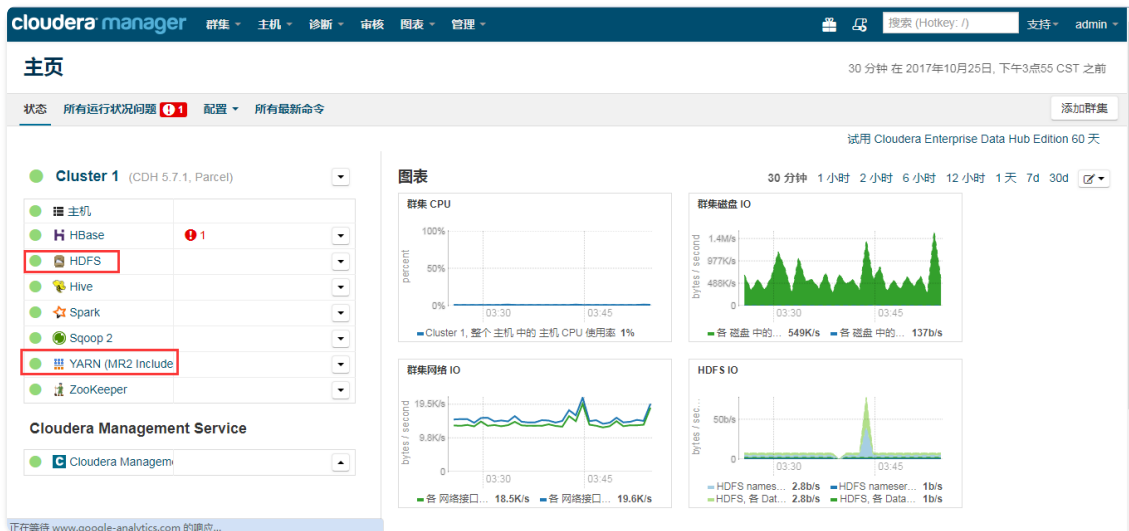 cloudera manager 群集 主机 诊断 审核 图表 管理 搜索 (Hotkey: /) 支持 admin
主页 30 分钟 在 2017年10月25日, 下午3点55 CST 之前
状态 所有运行状况问题 1 配置 所有最新命令 添加群集
试用 Cloudera Enterprise Data Hub Edition 60 天
Cluster 1 (CDH 5.7.1, Parcel)
主机
HBase 1
HDFS
Hive
Spark
Sqoop 2
YARN (MR2 Include
ZooKeeper
Cloudera Management Service
Cloudera Managem
图表 30 分钟 1 小时 2 小时 6 小时 12 小时 1 天 7d 30d
群集 CPU
percent
100%
50%
0%
03:30 03:45
Cluster 1, 整个 主机 中的 主机 CPU 使用率 1%
群集磁盘 IO
bytes / second
1.4M/s
977K/s
488K/s
0
03:30 03:45
各 磁盘 中的... 549K/s 各 磁盘 中的... 137b/s
群集网络 IO
bytes / second
19.5K/s
9.8K/s
0
03:30 03:45
各 网络接口... 18.5K/s 各 网络接口... 19.6K/s
HDFS IO
bytes / sec...
50b/s
0
03:30 03:45
HDFS names... 2.8b/s HDFS nameser... 1b/s
HDFS, 各 Dat... 2.8b/s HDFS, 各 Data... 1b/s
正在等待 www.google-analytics.com 的响应...